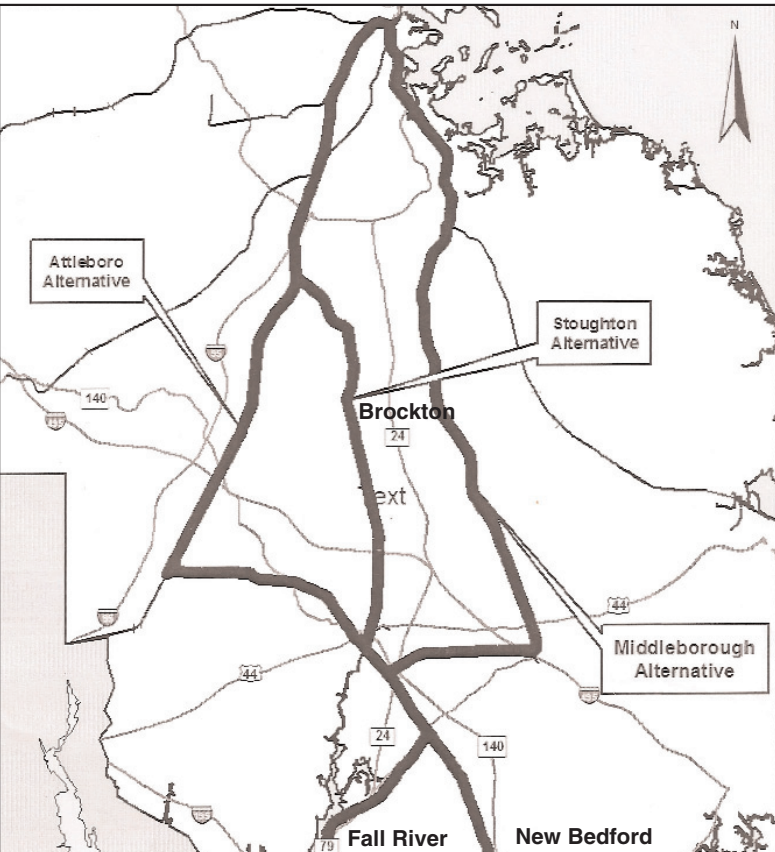 N
Attleboro
Alternative
Stoughton
Alternative
140
Brockton
24
Text
44
Middleborough
Alternative
44
24
140
79
Fall River
New Bedford